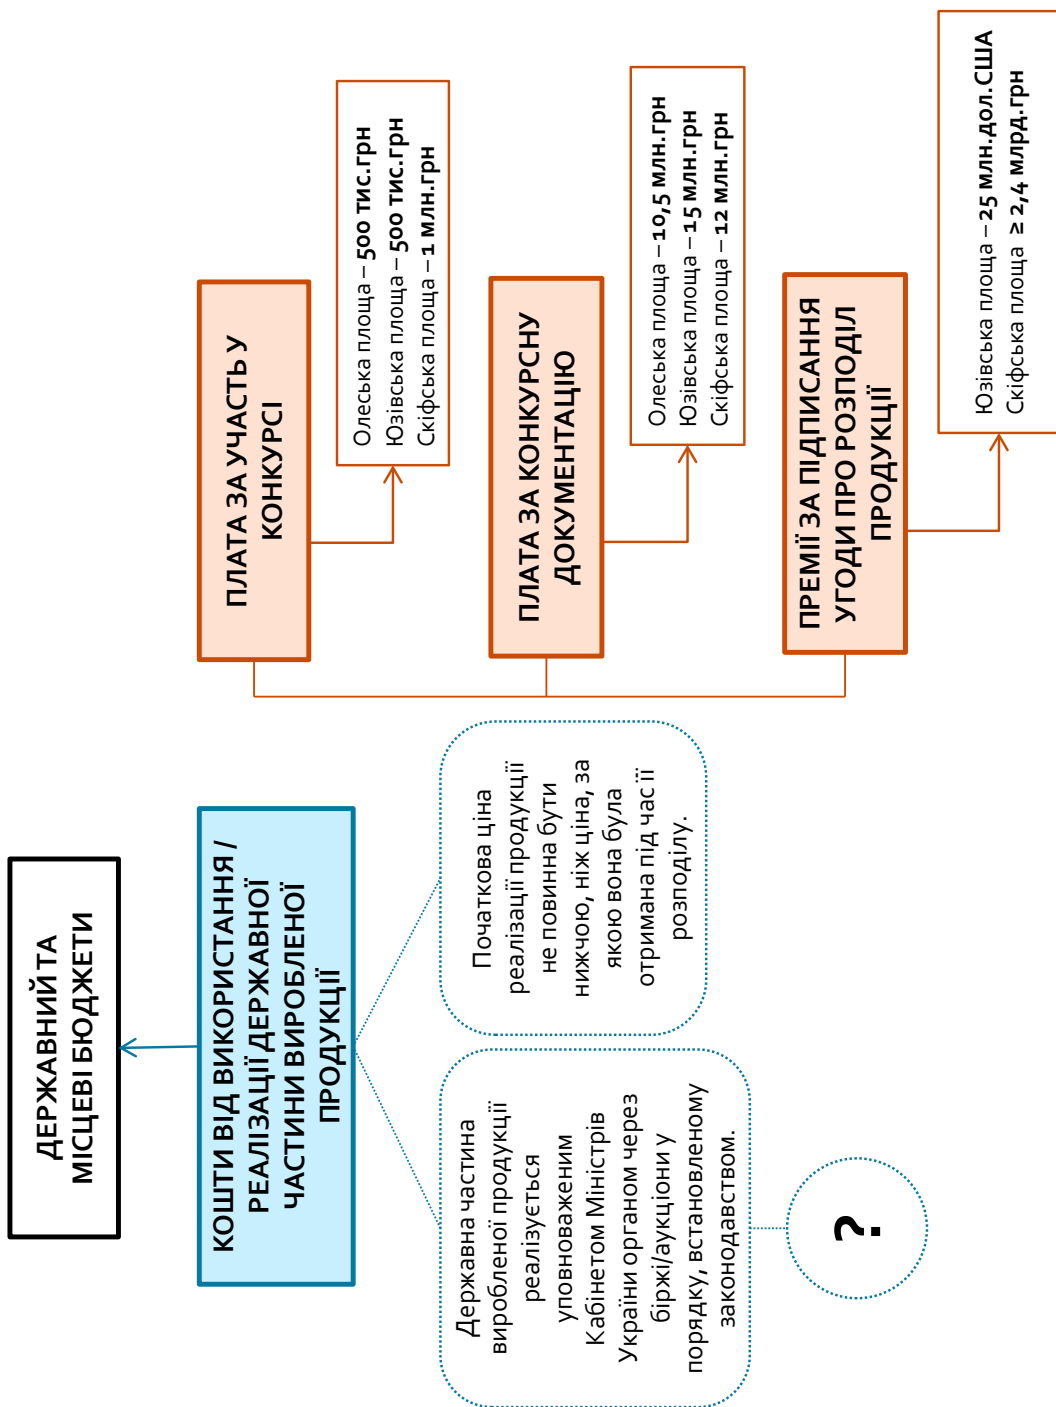 ДЕРЖАВНИЙ ТА
МІСЦЕВІ БЮДЖЕТИ
КОШТИ ВІД ВИКОРИСТАННЯ /
РЕАЛІЗАЦІЇ ДЕРЖАВНОЇ
ЧАСТИНИ ВИРОБЛЕНОЇ
ПРОДУКЦІЇ
Державна частина
виробленої продукції
реалізується
уповноваженим
Кабінетом Міністрів
України органом через
біржі/аукціони у
порядку, встановленому
законодавством.
?
Початкова ціна
реалізації продукції
не повинна бути
нижчою, ніж ціна, за
якою вона була
отримана під час її
розподілу.
ПЛАТА ЗА УЧАСТЬ У
КОНКУРСІ
Олеська площа – 500 тис.грн
Юзівська площа – 500 тис.грн
Скіфська площа – 1 млн.грн
ПЛАТА ЗА КОНКУРСНУ
ДОКУМЕНТАЦІЮ
Олеська площа – 10,5 млн.грн
Юзівська площа – 15 млн.грн
Скіфська площа – 12 млн.грн
ПРЕМІЇ ЗА ПІДПИСАННЯ
УГОДИ ПРО РОЗПОДІЛ
ПРОДУКЦІЇ
Юзівська площа – 25 млн.дол.США
Скіфська площа ≥ 2,4 млрд.грн